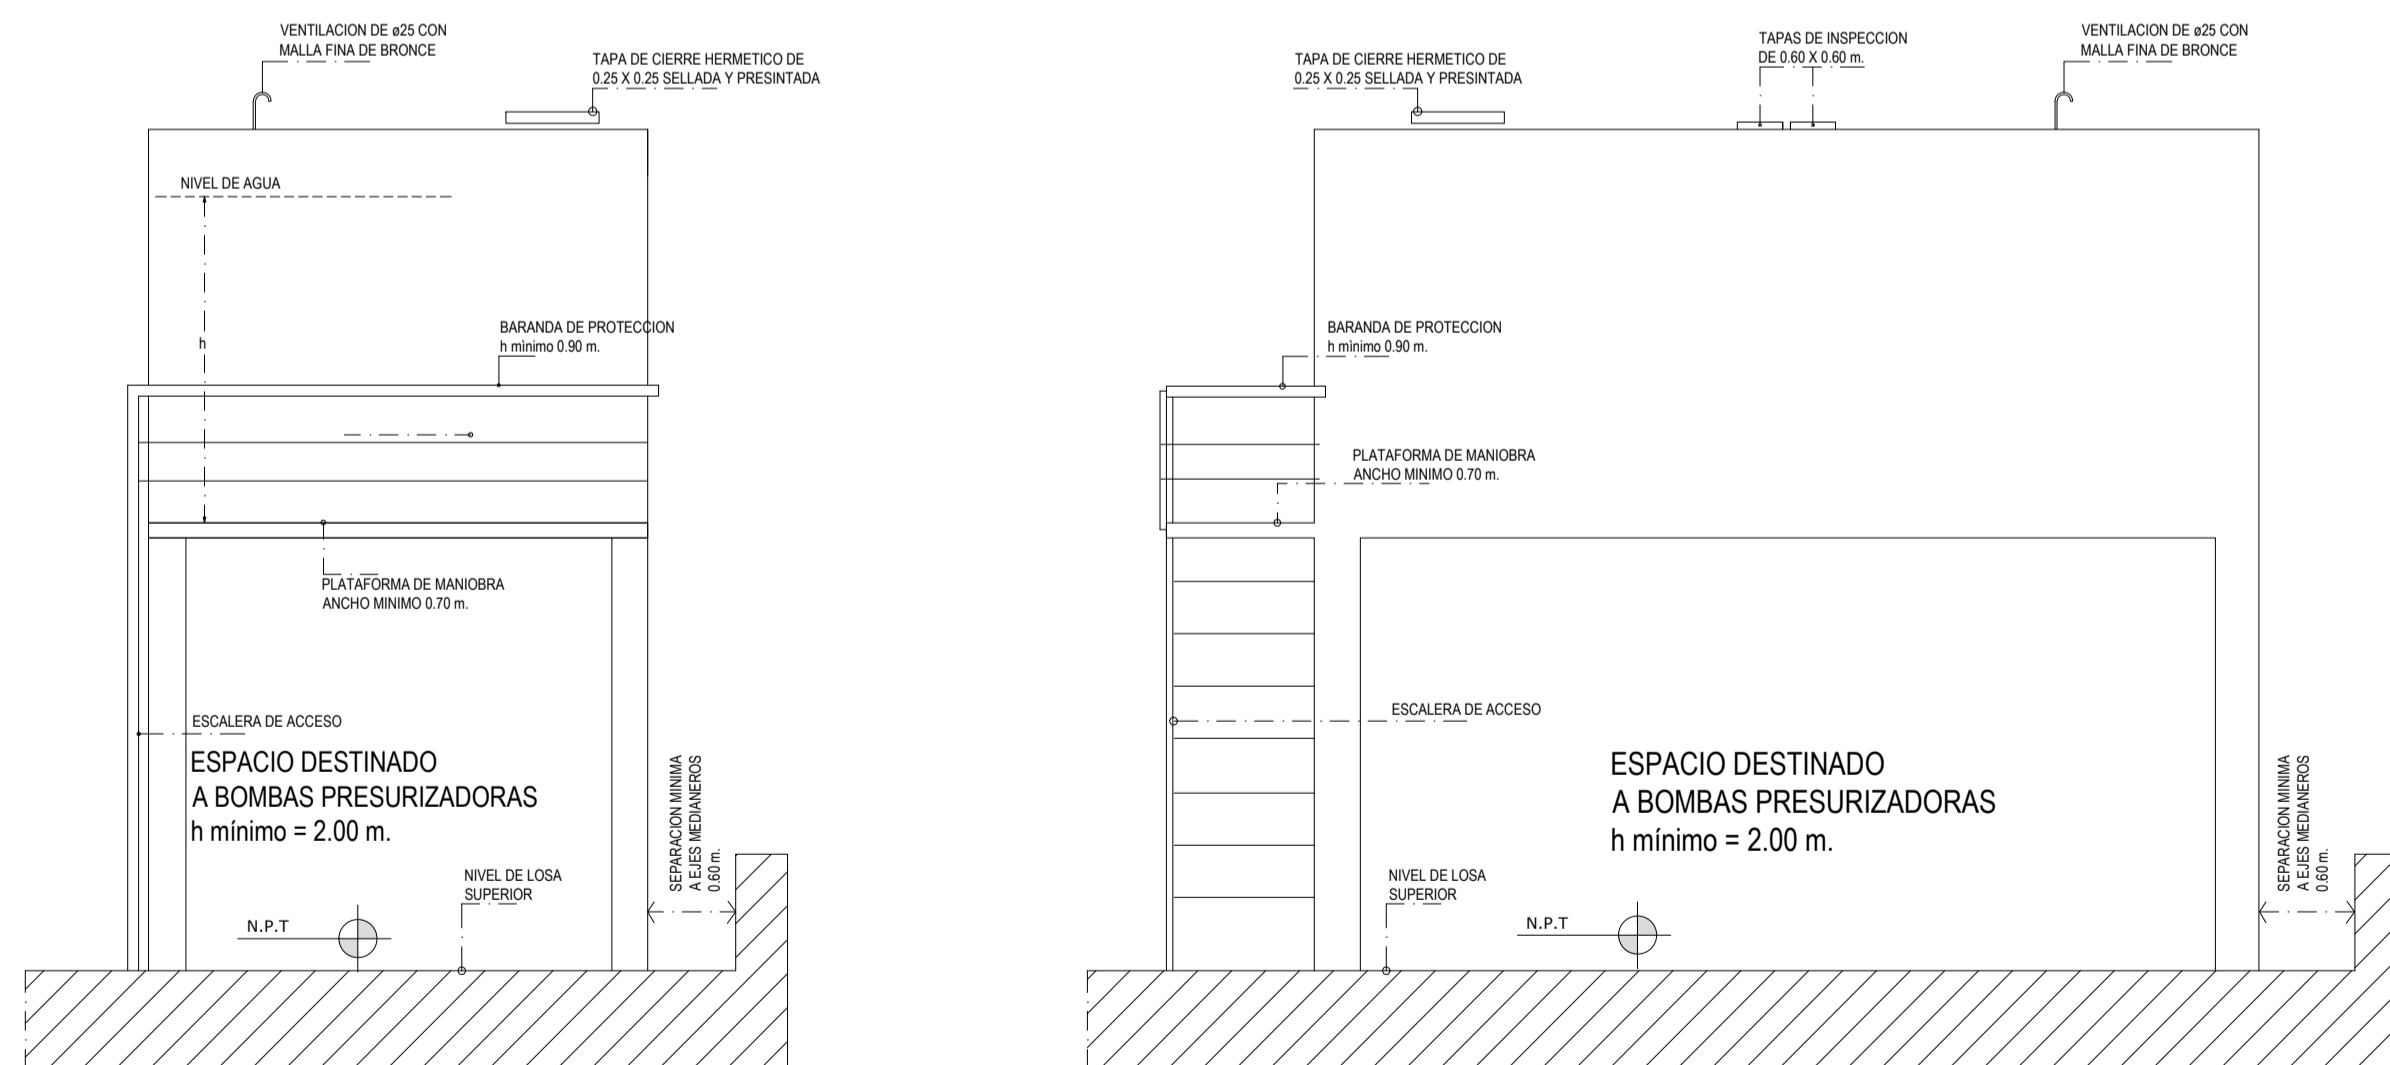 VENTILACION DE ø25 CON
MALLA FINA DE BRONCE
TAPA DE CIERRE HERMETICO DE
0.25 X 0.25 SELLADA Y PRESINTADA
NIVEL DE AGUA
h
BARANDA DE PROTECCION
h mìnimo 0.90 m.
PLATAFORMA DE MANIOBRA
ANCHO MINIMO 0.70 m.
ESCALERA DE ACCESO
ESPACIO DESTINADO
A BOMBAS PRESURIZADORAS
h mínimo = 2.00 m.
SEPARACION MINIMA
A EJES MEDIANEROS
0.60 m.
NIVEL DE LOSA
SUPERIOR
N.P.T
TAPA DE CIERRE HERMETICO DE
0.25 X 0.25 SELLADA Y PRESINTADA
TAPAS DE INSPECCION
DE 0.60 X 0.60 m.
VENTILACION DE ø25 CON
MALLA FINA DE BRONCE
BARANDA DE PROTECCION
h mìnimo 0.90 m.
PLATAFORMA DE MANIOBRA
ANCHO MINIMO 0.70 m.
ESCALERA DE ACCESO
ESPACIO DESTINADO
A BOMBAS PRESURIZADORAS
h mínimo = 2.00 m.
SEPARACION MINIMA
A EJES MEDIANEROS
0.60 m.
NIVEL DE LOSA
SUPERIOR
N.P.T